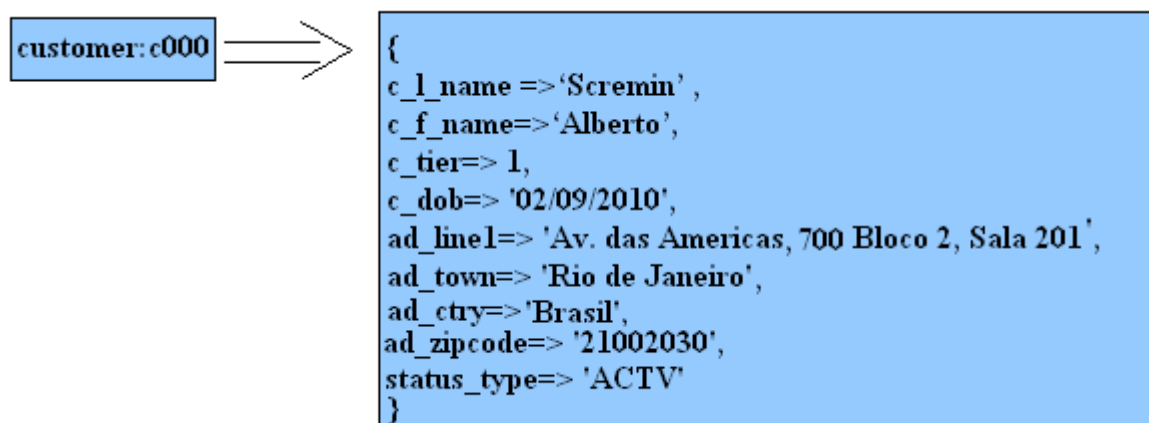 customer:c000
{
c_l_name =>‘Scremin’ ,
c_f_name=>‘Alberto’,
c_tier=> 1,
c_dob=> '02/09/2010',
ad_line1=> 'Av. das Americas, 700 Bloco 2, Sala 201',
ad_town=> 'Rio de Janeiro',
ad_ctry=>'Brasil',
ad_zipcode=> '21002030',
status_type=> 'ACTV'
}